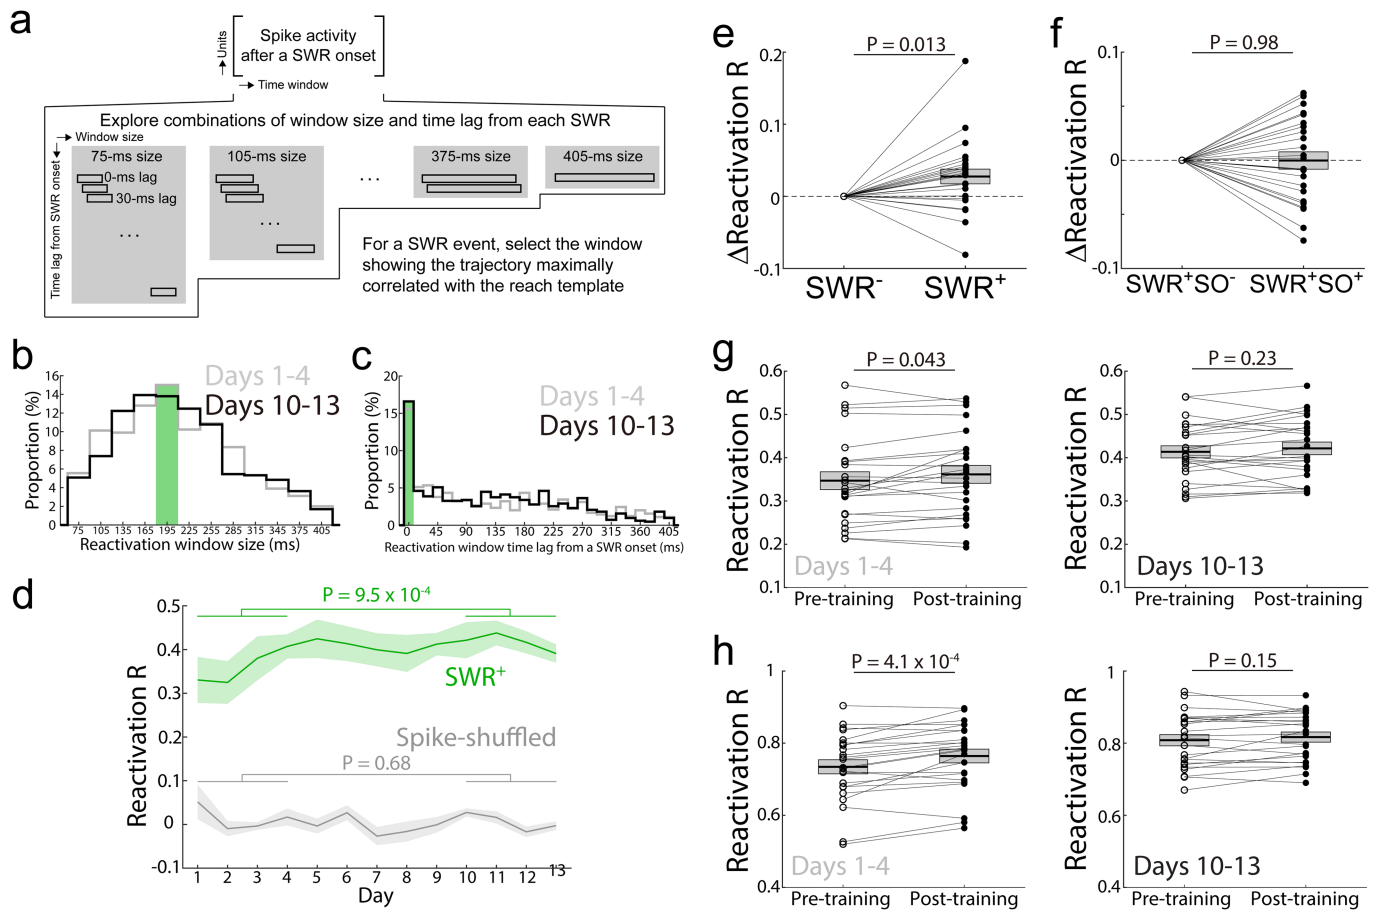 a
Units
Spike activity
after a SWR onset
Time window
Explore combinations of window size and time lag from each SWR
Window size
Time lag from SWR onset
75-ms size
105-ms size
...
375-ms size
405-ms size
0-ms lag
30-ms lag
...
...
For a SWR event, select the window
showing the trajectory maximally
correlated with the reach template
b
Proportion (%)
16
14
12
10
8
6
4
2
0
Days 1-4
Days 10-13
75 105 135 165 195 225 255 285 315 345 375 405
Reactivation window size (ms)
c
Proportion (%)
20
15
10
5
0
Days 1-4
Days 10-13
0 45 90 135 180 225 270 315 360 405
Reactivation window time lag from a SWR onset (ms)
d
Reactivation R
0.5
0.4
0.3
0.2
0.1
0
-0.1
P = 9.5 x 10-4
SWR+
Spike-shuffled
P = 0.68
1 2 3 4 5 6 7 8 9 10 11 12 13
Day
e
ΔReactivation R
0.2
0.1
0
-0.1
P = 0.013
SWR- SWR+
f
ΔReactivation R
0.1
0
-0.1
P = 0.98
SWR+SO- SWR+SO+
g
Reactivation R
0.6
0.5
0.4
0.3
0.2
0.1
P = 0.043
Days 1-4
Pre-training Post-training
Reactivation R
0.6
0.5
0.4
0.3
0.2
0.1
P = 0.23
Days 10-13
Pre-training Post-training
h
Reactivation R
1
0.8
0.6
0.4
P = 4.1 x 10-4
Days 1-4
Pre-training Post-training
Reactivation R
1
0.8
0.6
0.4
P = 0.15
Days 10-13
Pre-training Post-training